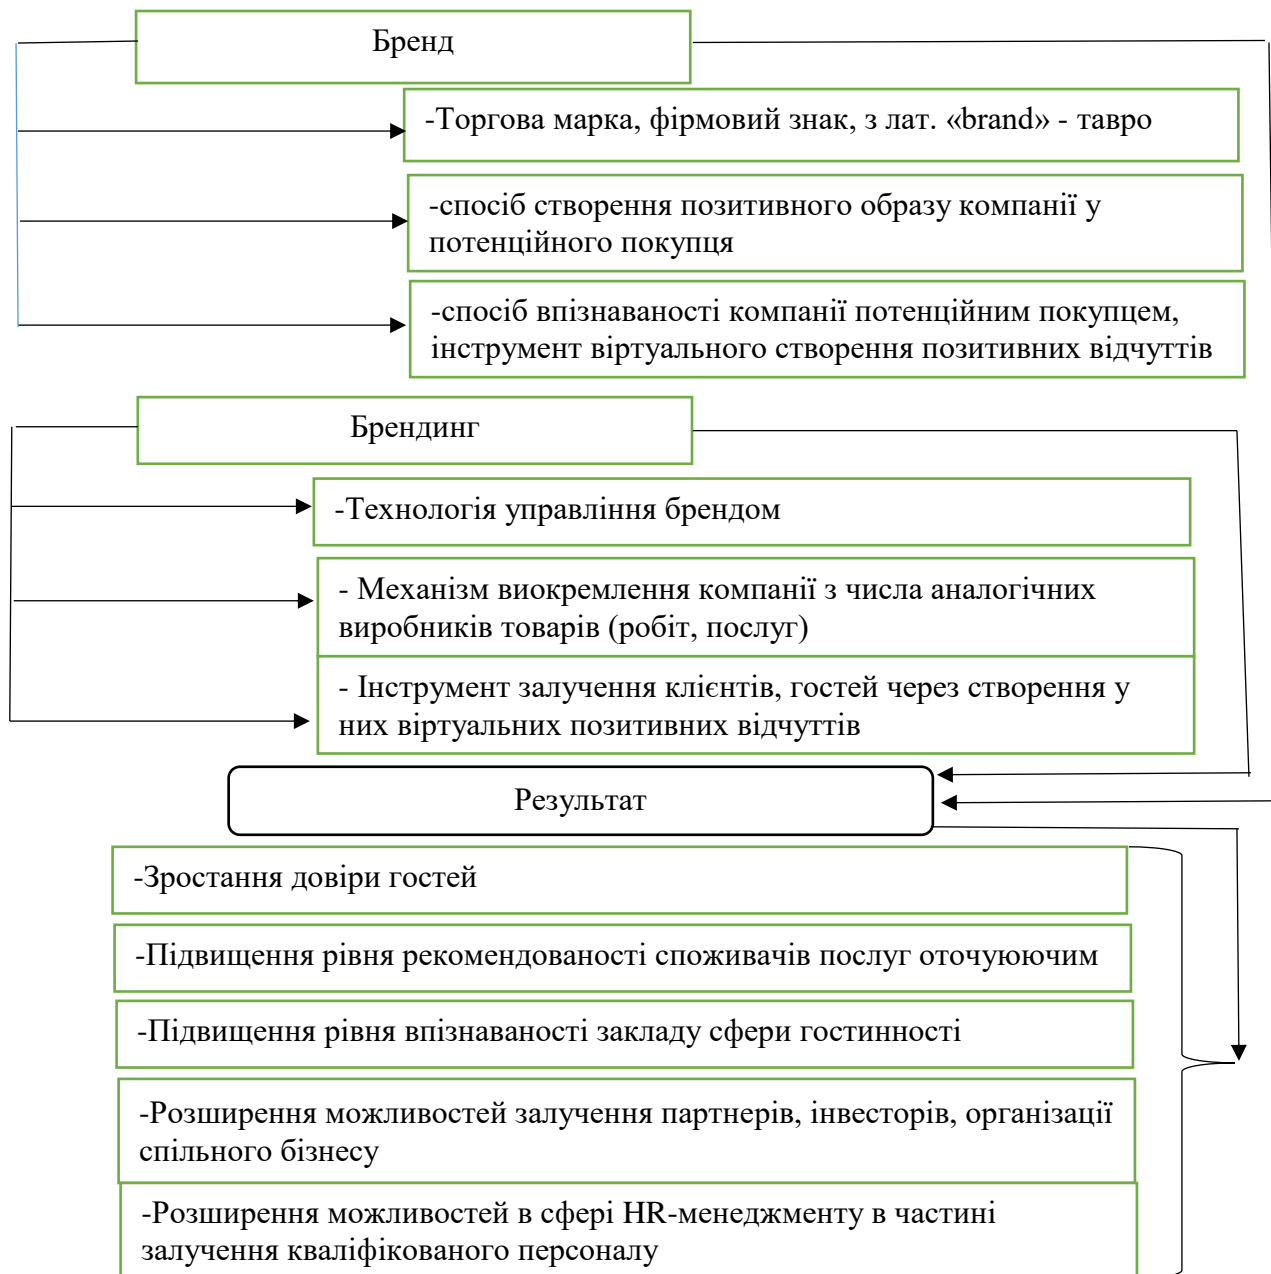 Бренд
-Торгова марка, фірмовий знак, з лат. «brand» - тавро
-спосіб створення позитивного образу компанії у
потенційного покупця
-спосіб впізнаваності компанії потенційним покупцем,
інструмент віртуального створення позитивних відчуттів
Брендинг
-Технологія управління брендом
- Механізм виокремлення компанії з числа аналогічних
виробників товарів (робіт, послуг)
- Інструмент залучення клієнтів, гостей через створення у
них віртуальних позитивних відчуттів
Результат
-Зростання довіри гостей
-Підвищення рівня рекомендованості споживачів послуг оточуюючим
-Підвищення рівня впізнаваності закладу сфери гостинності
-Розширення можливостей залучення партнерів, інвесторів, організації
спільного бізнесу
-Розширення можливостей в сфері HR-менеджменту в частині
залучення кваліфікованого персоналу